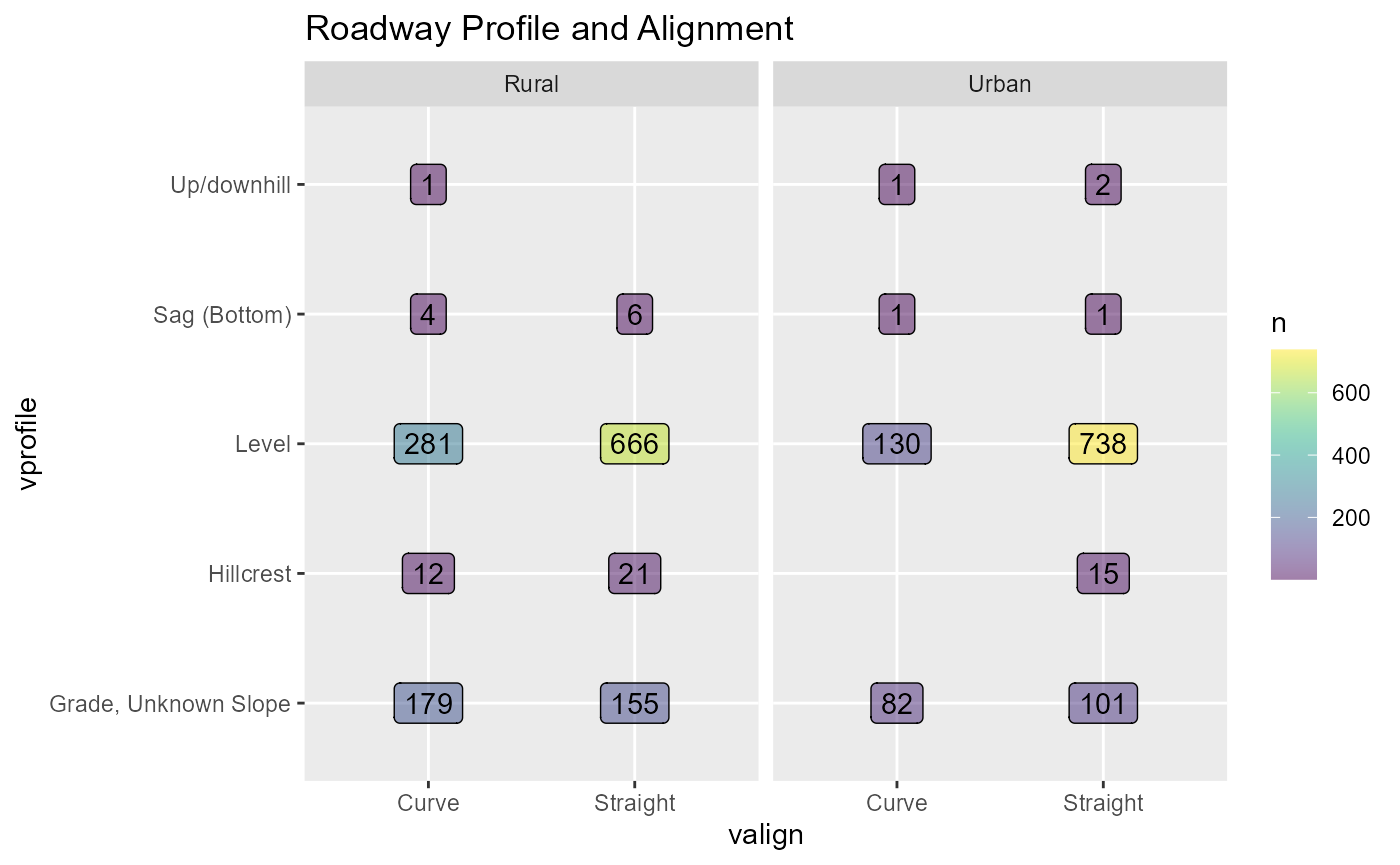 Roadway Profile and Alignment
Rural Urban
Up/downhill 1 1 2
Sag (Bottom) 4 6 1 1
Level 281 666 130 738
Hillcrest 12 21 15
Grade, Unknown Slope 179 155 82 101
Curve Straight Curve Straight
valign
vprofile
n
600
400
200